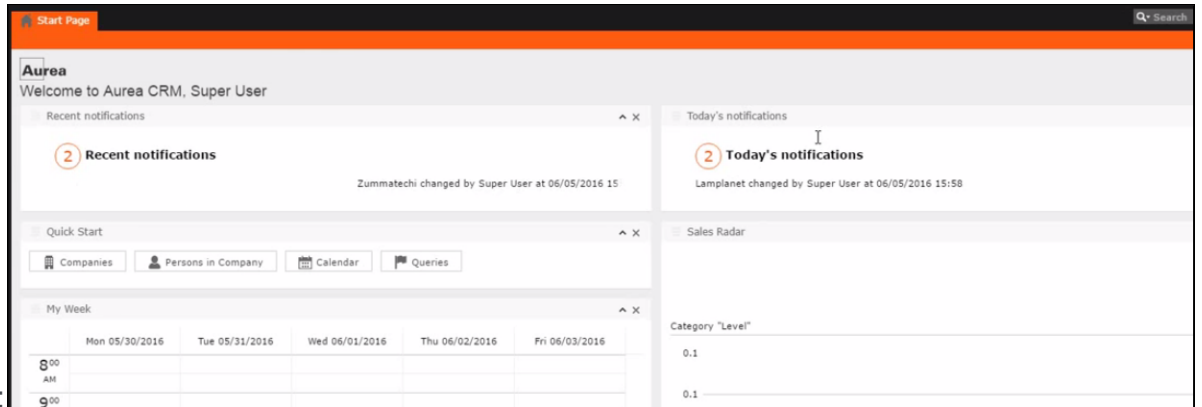 Start Page
Search
Aurea
Welcome to Aurea CRM, Super User
Recent notifications
2 Recent notifications
Zummatechi changed by Super User at 06/05/2016 15
Today's notifications
2 Today's notifications
Lamplanet changed by Super User at 06/05/2016 15:58
Quick Start
Companies Persons in Company Calendar Queries
My Week
Mon 05/30/2016 Tue 05/31/2016 Wed 06/01/2016 Thu 06/02/2016 Fri 06/03/2016
8 00
AM
9 00
Sales Radar
Category "Level"
0.1
0.1